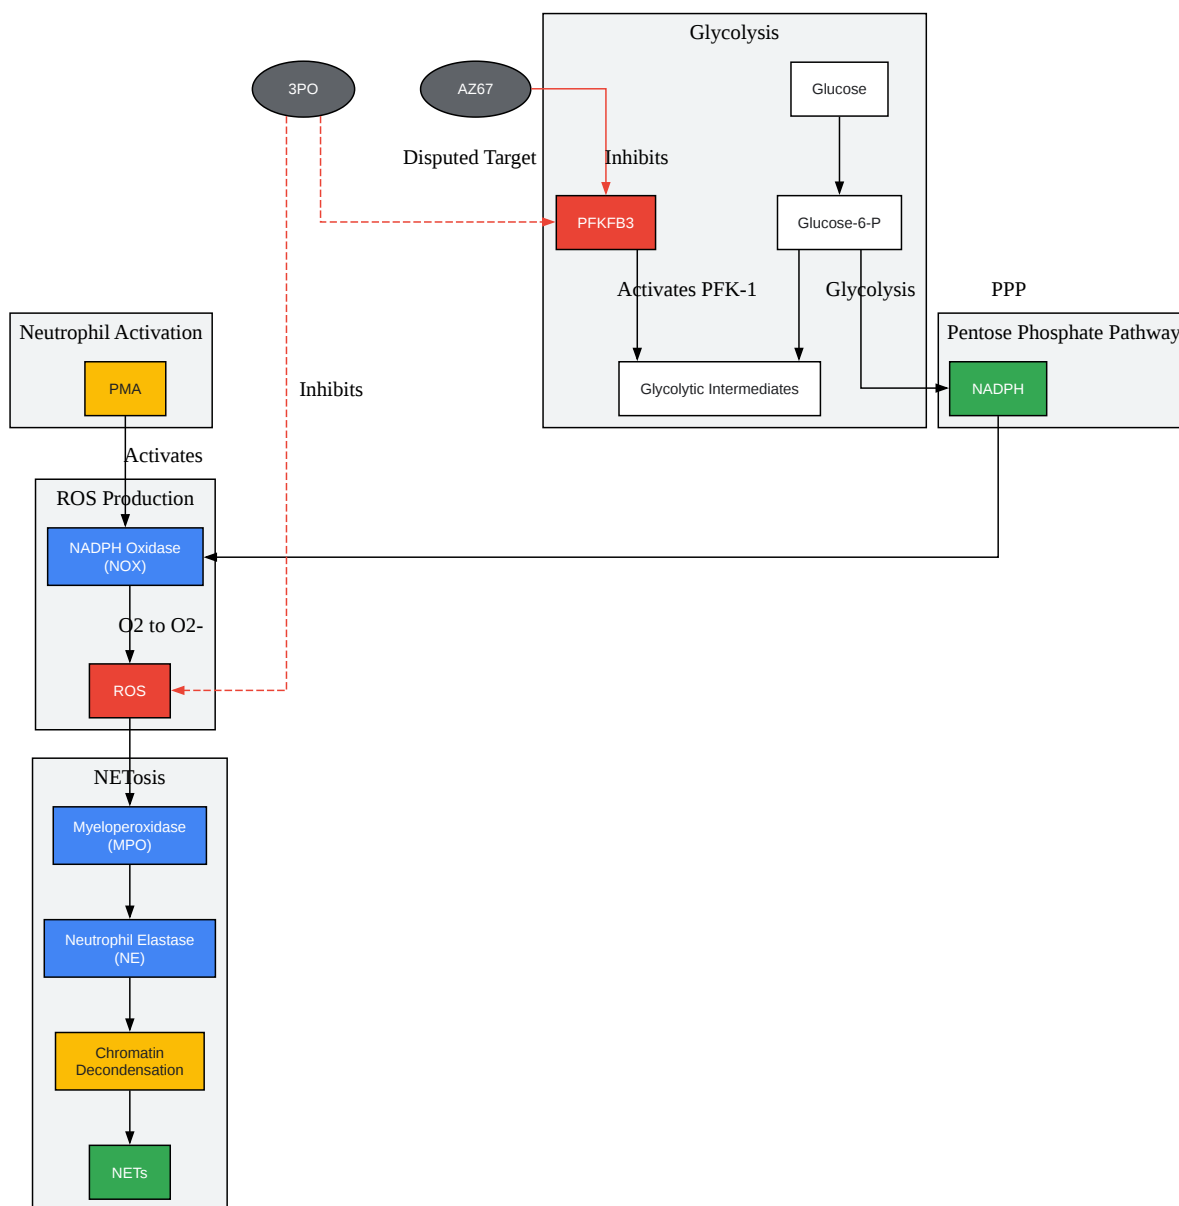 Glycolysis
3PO
AZ67
Glucose
Disputed Target
Inhibits
PFKFB3
Glucose-6-P
Activates PFK-1
Glycolysis
PPP
Neutrophil Activation
Pentose Phosphate Pathway
PMA
Inhibits
Glycolytic Intermediates
NADPH
Activates
ROS Production
NADPH Oxidase
(NOX)
O2 to O2-
ROS
NETosis
Myeloperoxidase
(MPO)
Neutrophil Elastase
(NE)
Chromatin
Decondensation
NETs